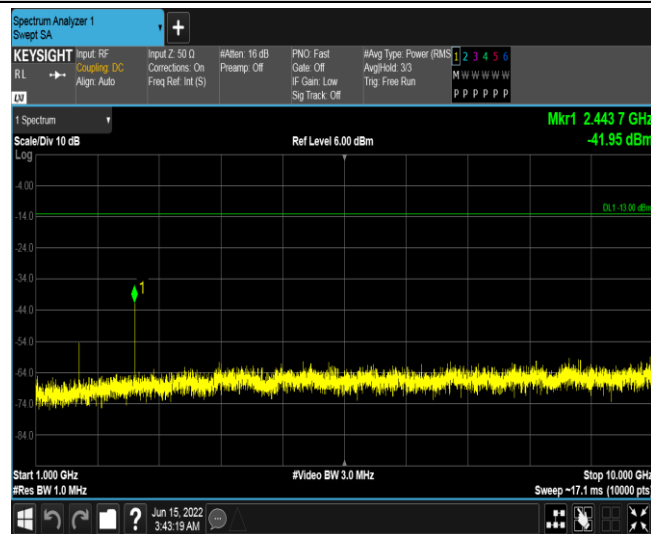 Spectrum Analyzer 1
Swept SA
+
KEYSIGHT
RL
Input: RF
Coupling: DC
Align: Auto
Input Z: 50 Ω
Corrections: On
Freq Ref: Int (S)
#Atten: 16 dB
Preamp: Off
PNO: Fast
Gate: Off
IF Gain: Low
Sig Track: Off
#Avg Type: Power (RMS
Avg|Hold: 3/3
Trig: Free Run
1 2 3 4 5 6
M W W W W W
P P P P P P
LXI
1 Spectrum
Scale/Div 10 dB
Ref Level 6.00 dBm
Mkr1 2.443 7 GHz
-41.95 dBm
Log
-4.00
DL1 -13.00 dBm
-14.0
-24.0
-34.0
1
-44.0
-54.0
-64.0
-74.0
-84.0
Start 1.000 GHz
#Video BW 3.0 MHz
Stop 10.000 GHz
#Res BW 1.0 MHz
Sweep ~17.1 ms (10000 pts
?
Jun 15, 2022
3:43:19 AM